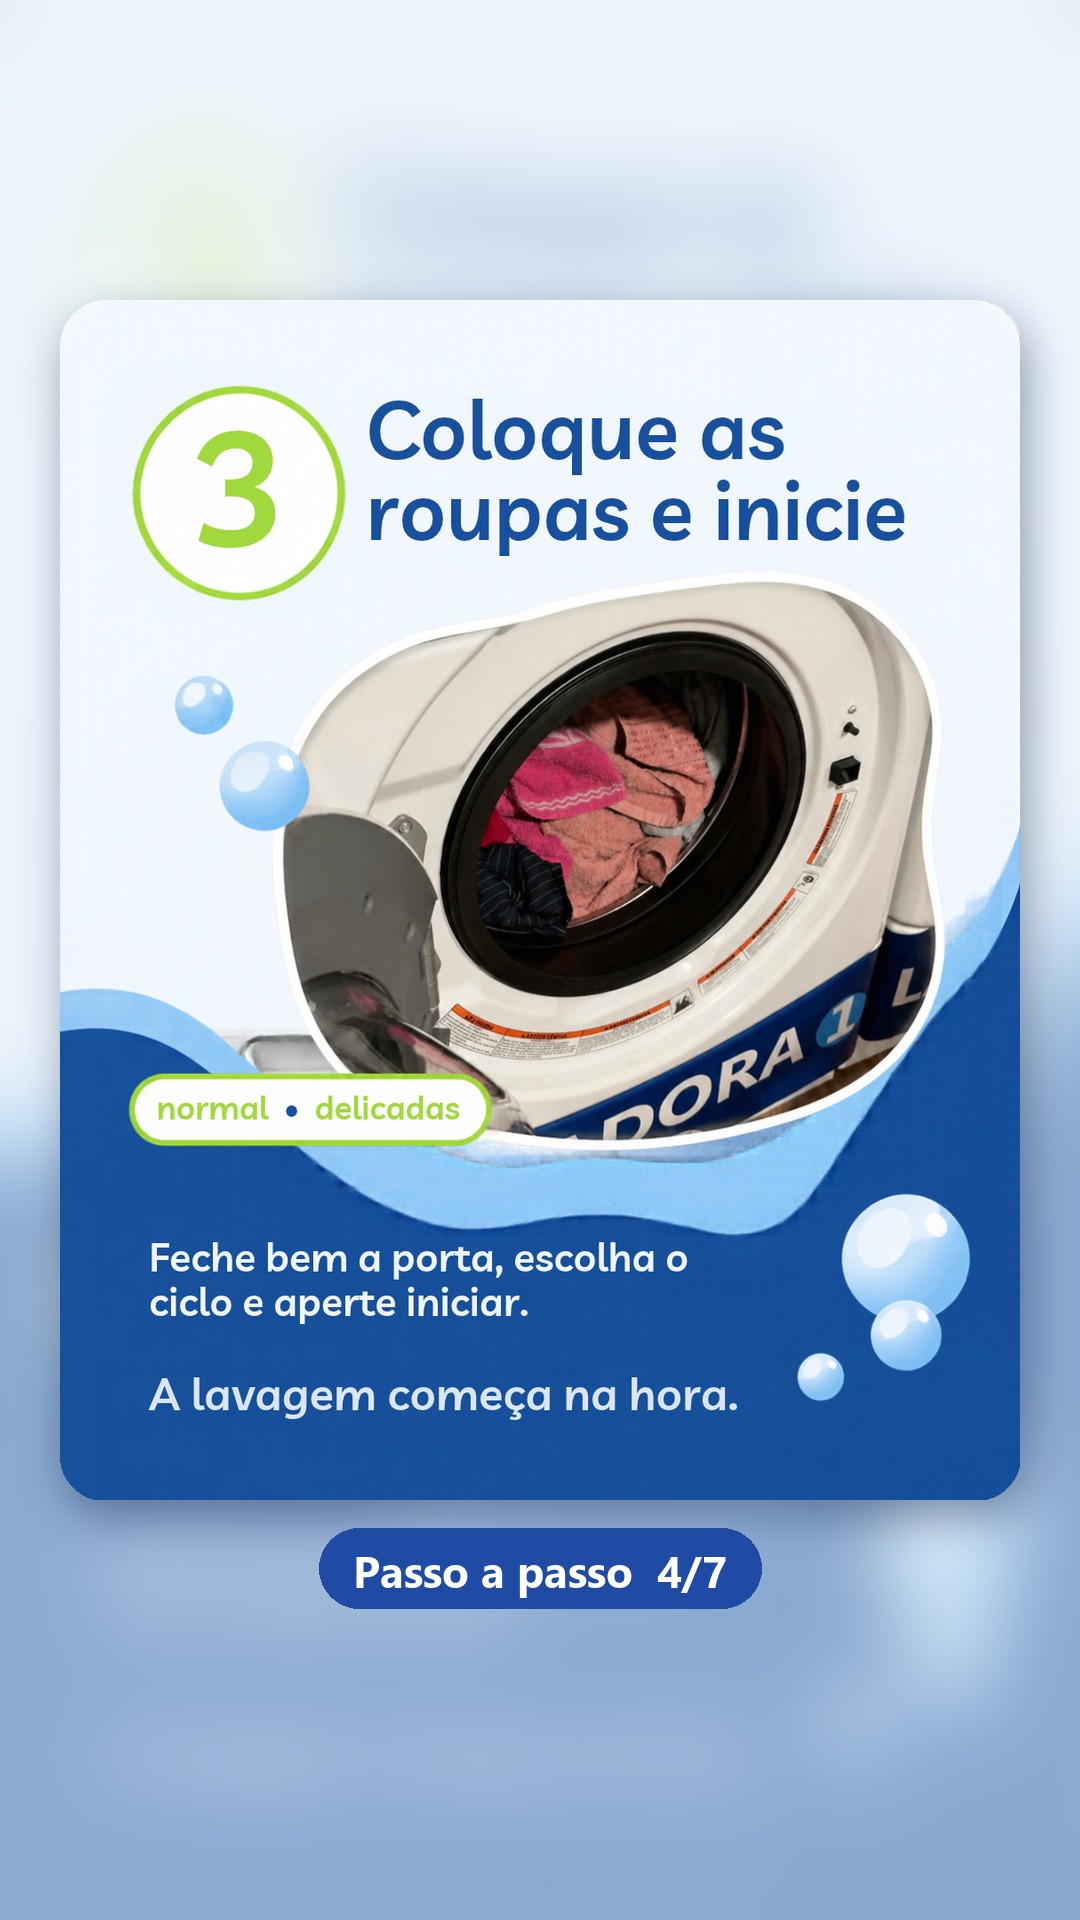 3
Coloque as
roupas e inicie
ADORA 1
L
normal • delicadas
Feche bem a porta, escolha o
ciclo e aperte iniciar.
A lavagem começa na hora.
Passo a passo 4/7